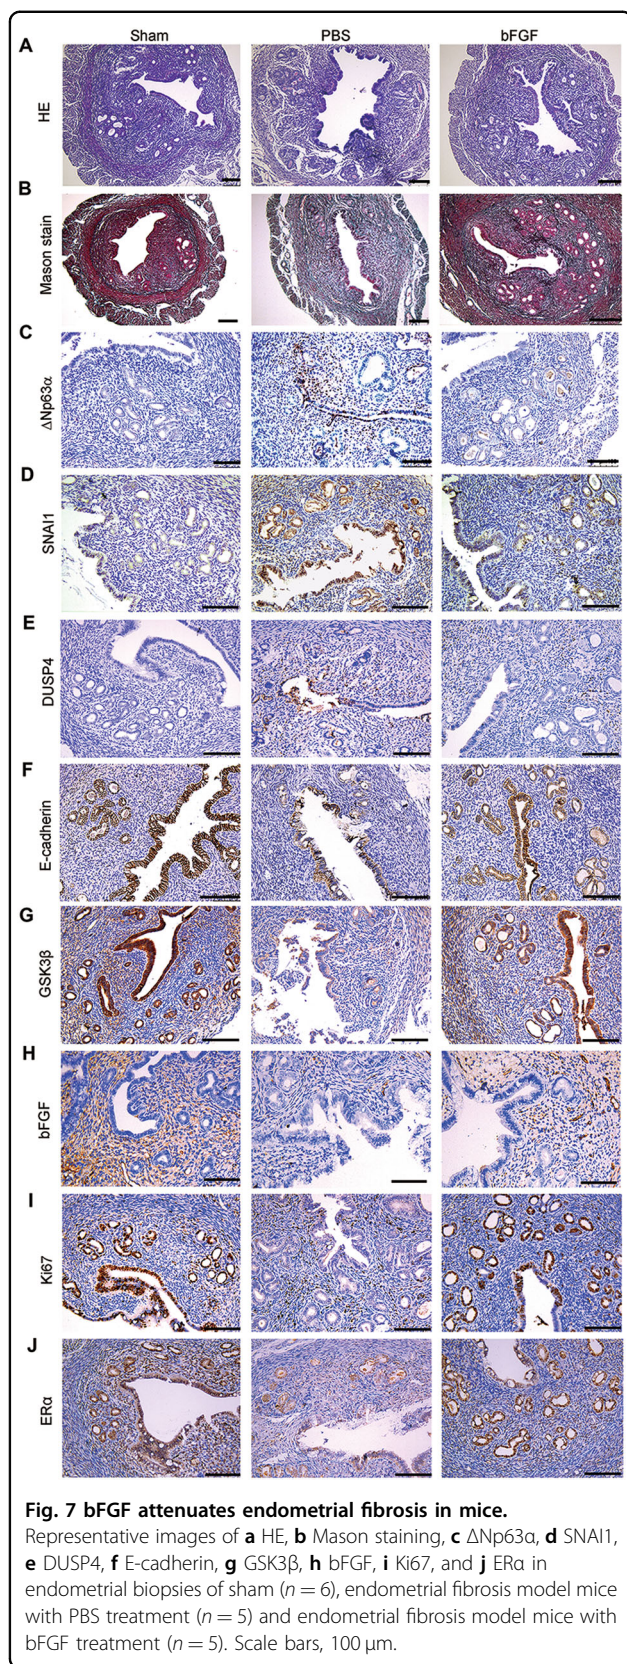 Sham PBS bFGF
A
HE
B
Mason stain
C
ΔNp63α
D
SNAI1
E
DUSP4
F
E-cadherin
G
GSK3β
H
bFGF
I
Ki67
J
ERα
Fig. 7 bFGF attenuates endometrial fibrosis in mice.
Representative images of a HE, b Mason staining, c ΔNp63α, d SNAI1,
e DUSP4, f E-cadherin, g GSK3β, h bFGF, i Ki67, and j ERα in
endometrial biopsies of sham (n = 6), endometrial fibrosis model mice
with PBS treatment (n = 5) and endometrial fibrosis model mice with
bFGF treatment (n = 5). Scale bars, 100 μm.